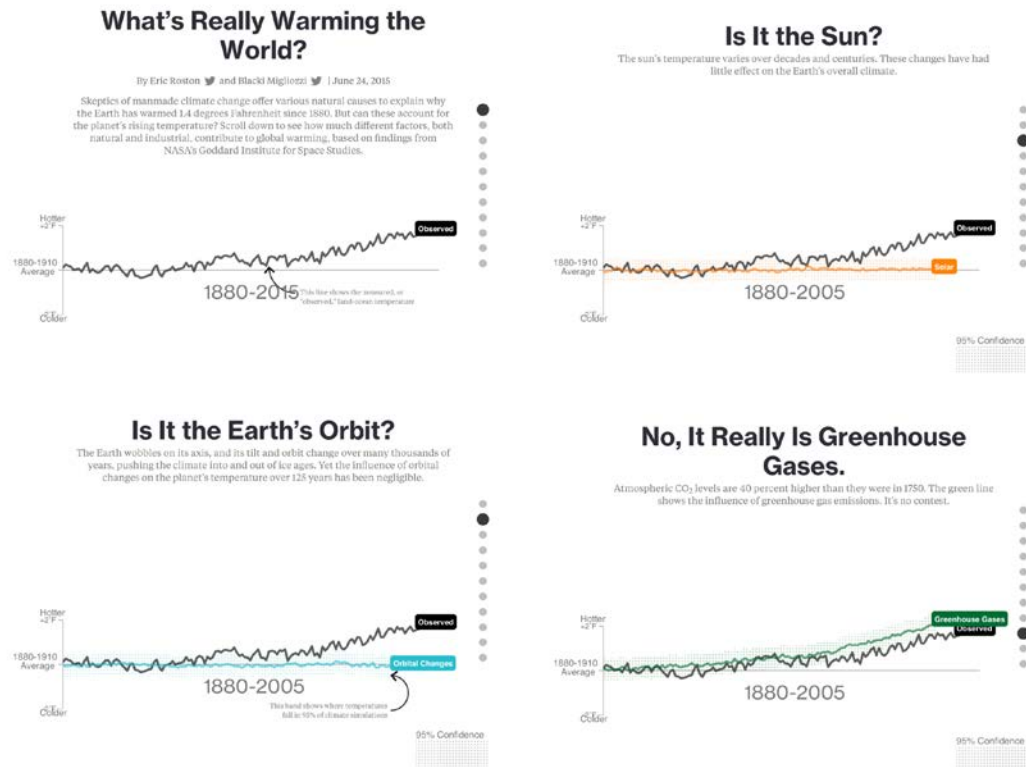 What's Really Warming the
World?
By Eric Roston and Blacki Migliozzi | June 24, 2015
Skeptics of manmade climate change offer various natural causes to explain why
the Earth has warmed 1.4 degrees Fahrenheit since 1880. But can these account for
the planet's rising temperature? Scroll down to see how much different factors, both
natural and industrial, contribute to global warming, based on findings from
NASA's Goddard Institute for Space Studies.
Hotter
+2°F
Observed
1880-1910
Average
1880-2015
This line shows the measured, or
"observed," land-ocean temperature
Colder
Is It the Sun?
The sun's temperature varies over decades and centuries. These changes have had
little effect on the Earth's overall climate.
Hotter
+2°F
Observed
1880-1910
Average
Solar
1880-2005
Colder
95% Confidence
Is It the Earth's Orbit?
The Earth wobbles on its axis, and its tilt and orbit change over many thousands of
years, pushing the climate into and out of ice ages. Yet the influence of orbital
changes on the planet's temperature over 125 years has been negligible.
Hotter
+2°F
Observed
1880-1910
Average
Orbital Changes
1880-2005
This band shows where temperatures
fall in 95% of climate simulations
Colder
95% Confidence
No, It Really Is Greenhouse
Gases.
Atmospheric CO₂ levels are 40 percent higher than they were in 1750. The green line
shows the influence of greenhouse gas emissions. It's no contest.
Hotter
+2°F
Greenhouse Gases
Observed
1880-1910
Average
1880-2005
Colder
95% Confidence